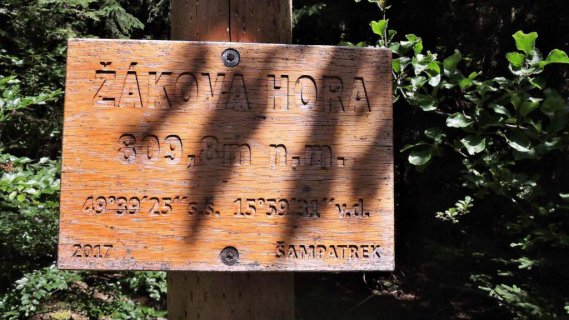 ŽÁKOVA HORA
809,8m n.m.
49°39´25´´s.š. 15°59´31´´v.d.
2017 ŠAMPATREK